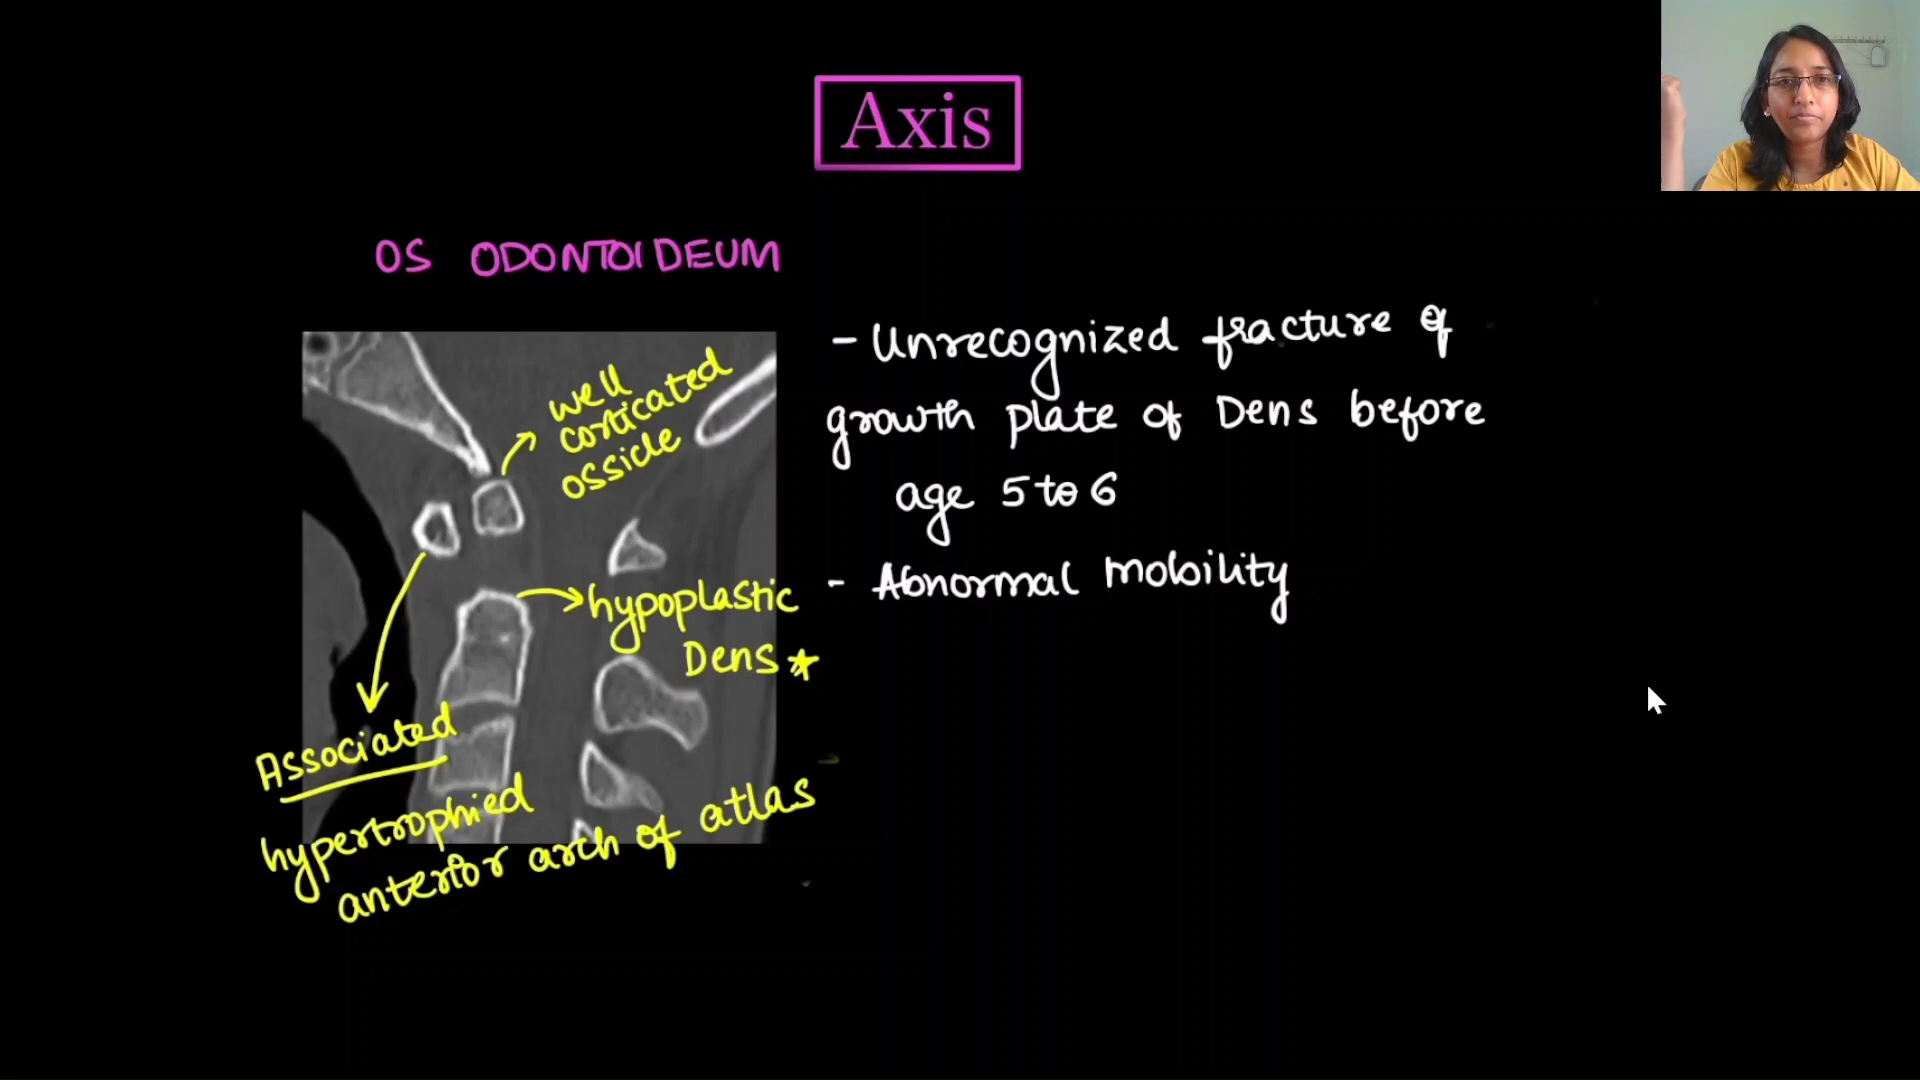 Axis
OS ODONTOIDEUM
well
corticated
ossicle
hypoplastic
Dens *
Associated
hypertrophied
anterior arch of atlas
- Unrecognized fracture of
growth plate of Dens before
age 5 to 6
- Abnormal mobility